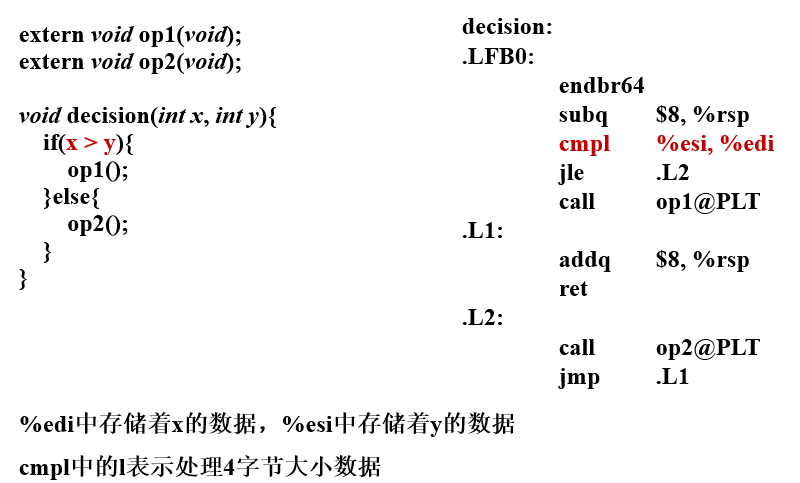 extern void op1(void);
extern void op2(void);
void decision(int x, int y){
if(x > y){
op1();
}else{
op2();
}
}
decision:
.LFB0:
endbr64
subq $8, %rsp
cmpl %esi, %edi
jle .L2
call op1@PLT
.L1:
addq $8, %rsp
ret
.L2:
call op2@PLT
jmp .L1
%edi中存储着x的数据，%esi中存储着y的数据
cmpl中的l表示处理4字节大小数据